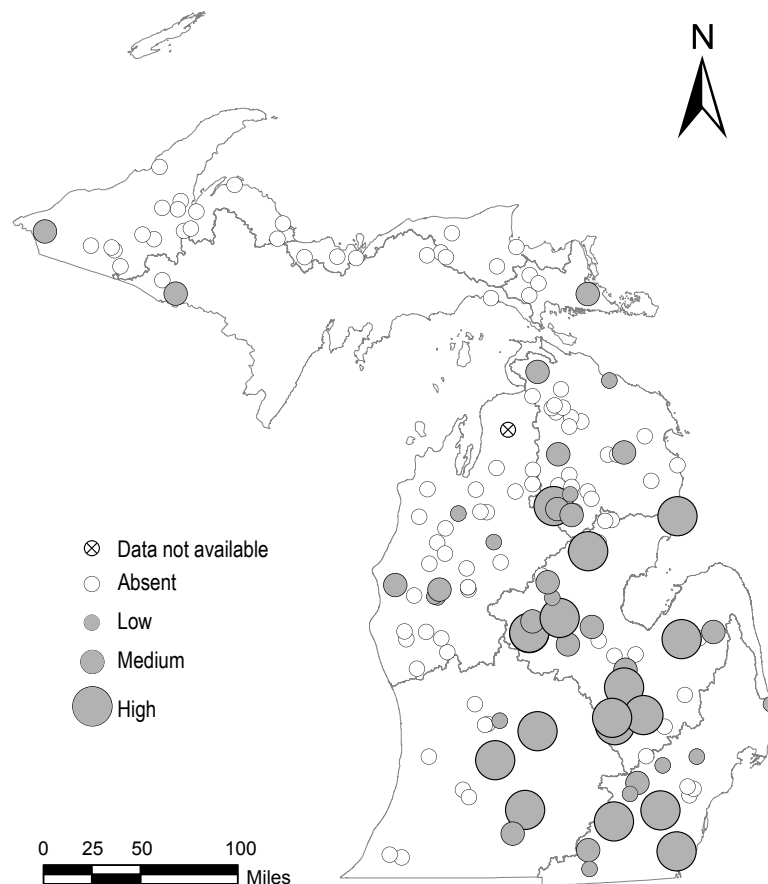 N
Data not available
Absent
Low
Medium
High
0 25 50 100
Miles